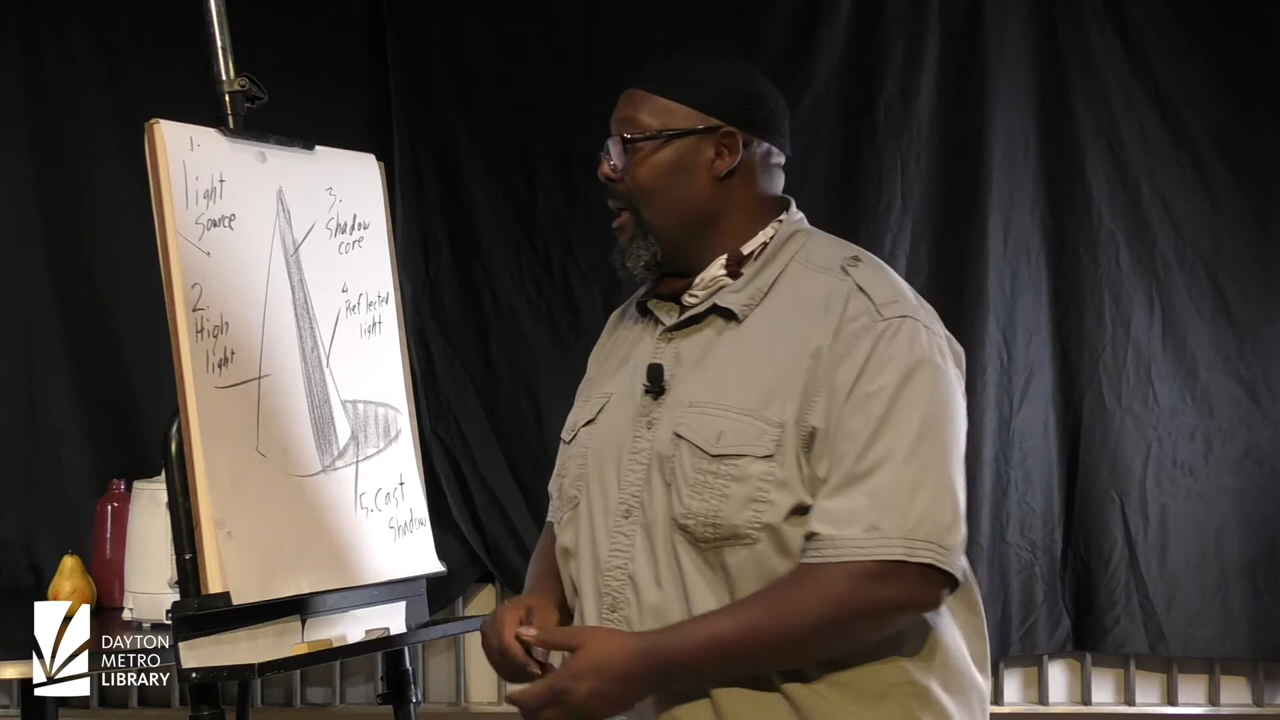 1.
light
Source
2.
High
light
3.
Shadow
core
4
Reflected
light
5. Cast
Shadow
DAYTON
METRO
LIBRARY